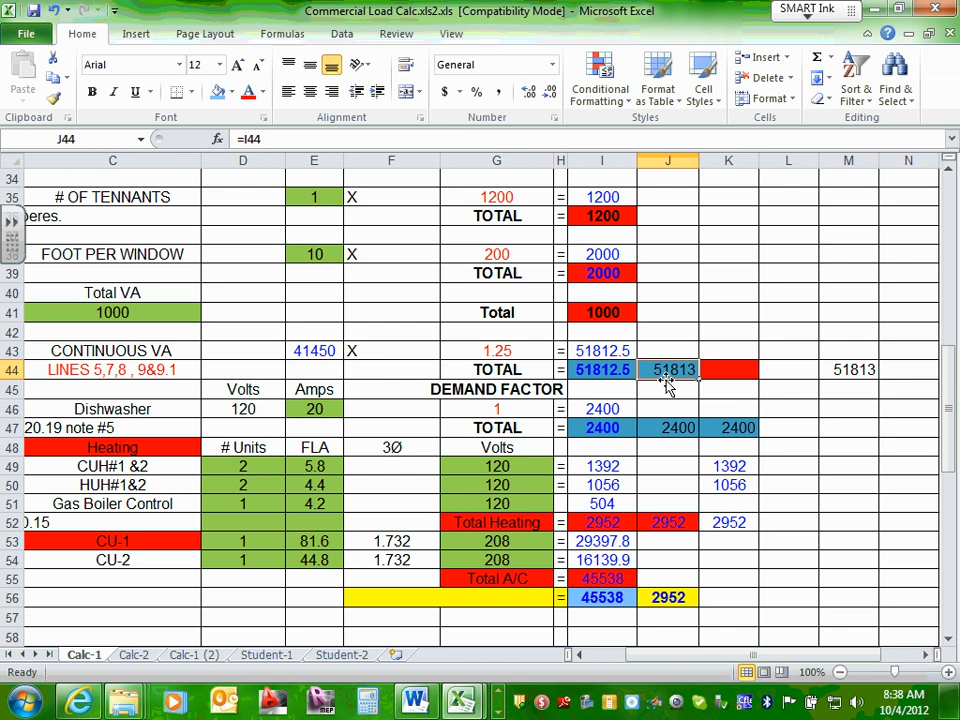 Commercial Load Calc.xls2.xls [Compatibility Mode] - Microsoft Excel
SMART Ink
File Home Insert Page Layout Formulas Data Review View
Paste
Arial 12
B I U
General
$ % ,
Conditional Formatting
Format as Table
Cell Styles
Insert
Delete
Format
Σ
Sort & Filter
Find & Select
Clipboard Font Alignment Number Styles Cells Editing
J44 fx =I44
C D E F G H I J K L M N
34
35 # OF TENNANTS 1 X 1200 = 1200
peres. TOTAL = 1200
38 FOOT PER WINDOW 10 X 200 = 2000
39 TOTAL = 2000
40 Total VA
41 1000 Total = 1000
42
43 CONTINUOUS VA 41450 X 1.25 = 51812.5
44 LINES 5,7,8 , 9&9.1 TOTAL = 51812.5 51813 51813
45 Volts Amps DEMAND FACTOR
46 Dishwasher 120 20 1 = 2400
47 20.19 note #5 TOTAL = 2400 2400 2400
48 Heating # Units FLA 3Ø Volts
49 CUH#1 &2 2 5.8 120 = 1392 1392
50 HUH#1&2 2 4.4 120 = 1056 1056
51 Gas Boiler Control 1 4.2 120 = 504
52 0.15 Total Heating = 2952 2952 2952
53 CU-1 1 81.6 1.732 208 = 29397.8
54 CU-2 1 44.8 1.732 208 = 16139.9
55 Total A/C = 45538
56 = 45538 2952
57
58
Calc-1 Calc-2 Calc-1 (2) Student-1 Student-2
Ready 100%
8:38 AM
10/4/2012